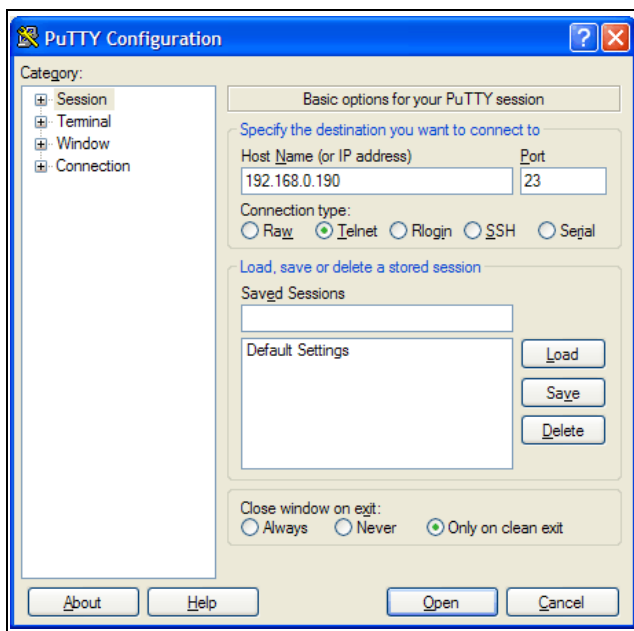 PuTTY Configuration
Category:
Session
Terminal
Window
Connection
Basic options for your PuTTY session
Specify the destination you want to connect to
Host Name (or IP address) Port
192.168.0.190 23
Connection type:
Raw Telnet Rlogin SSH Serial
Load, save or delete a stored session
Saved Sessions
Default Settings
Load
Save
Delete
Close window on exit:
Always Never Only on clean exit
About Help Open Cancel